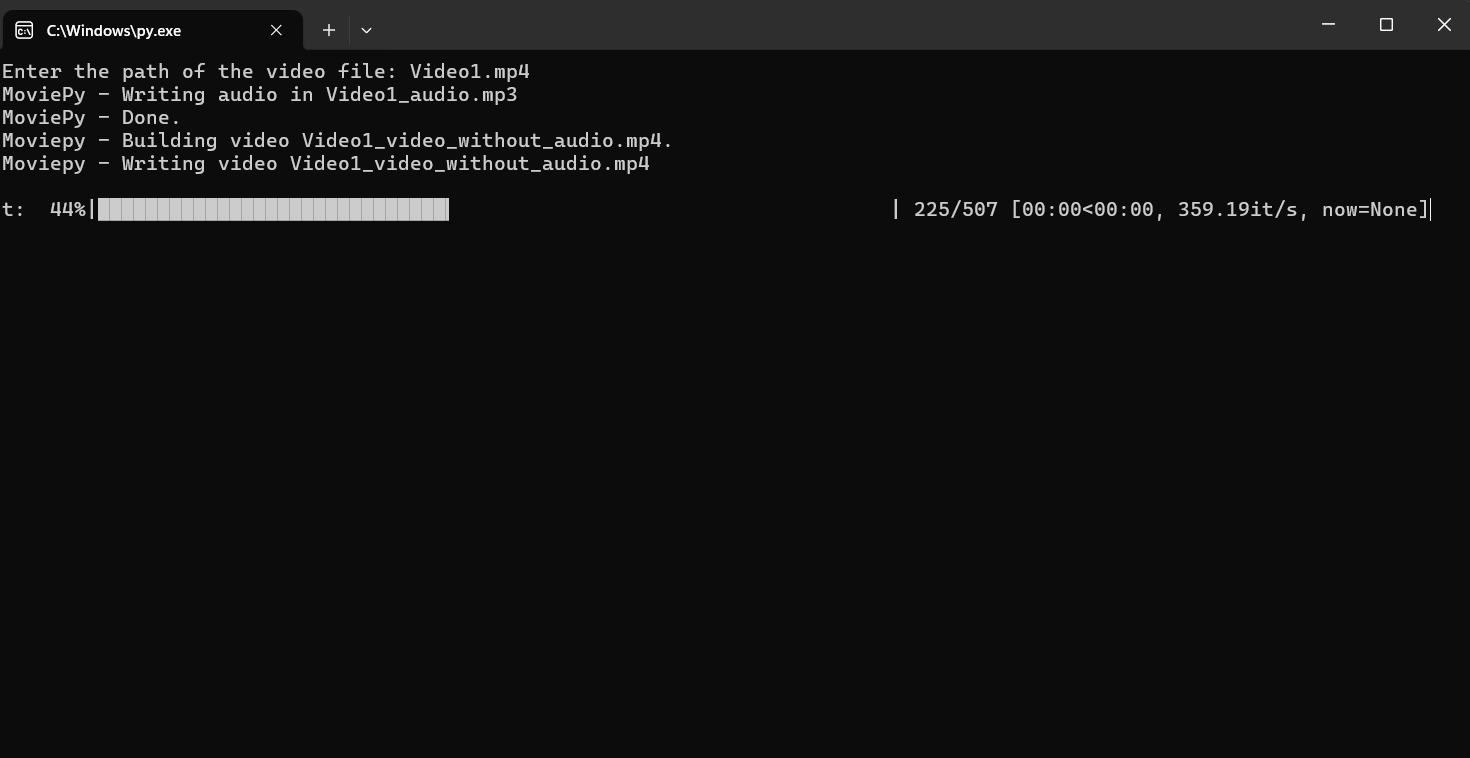 C:\Windows\py.exe
Enter the path of the video file: Video1.mp4
MoviePy - Writing audio in Video1_audio.mp3
MoviePy - Done.
Moviepy - Building video Video1_video_without_audio.mp4.
Moviepy - Writing video Video1_video_without_audio.mp4
t:  44%| | 225/507 [00:00<00:00, 359.19it/s, now=None]